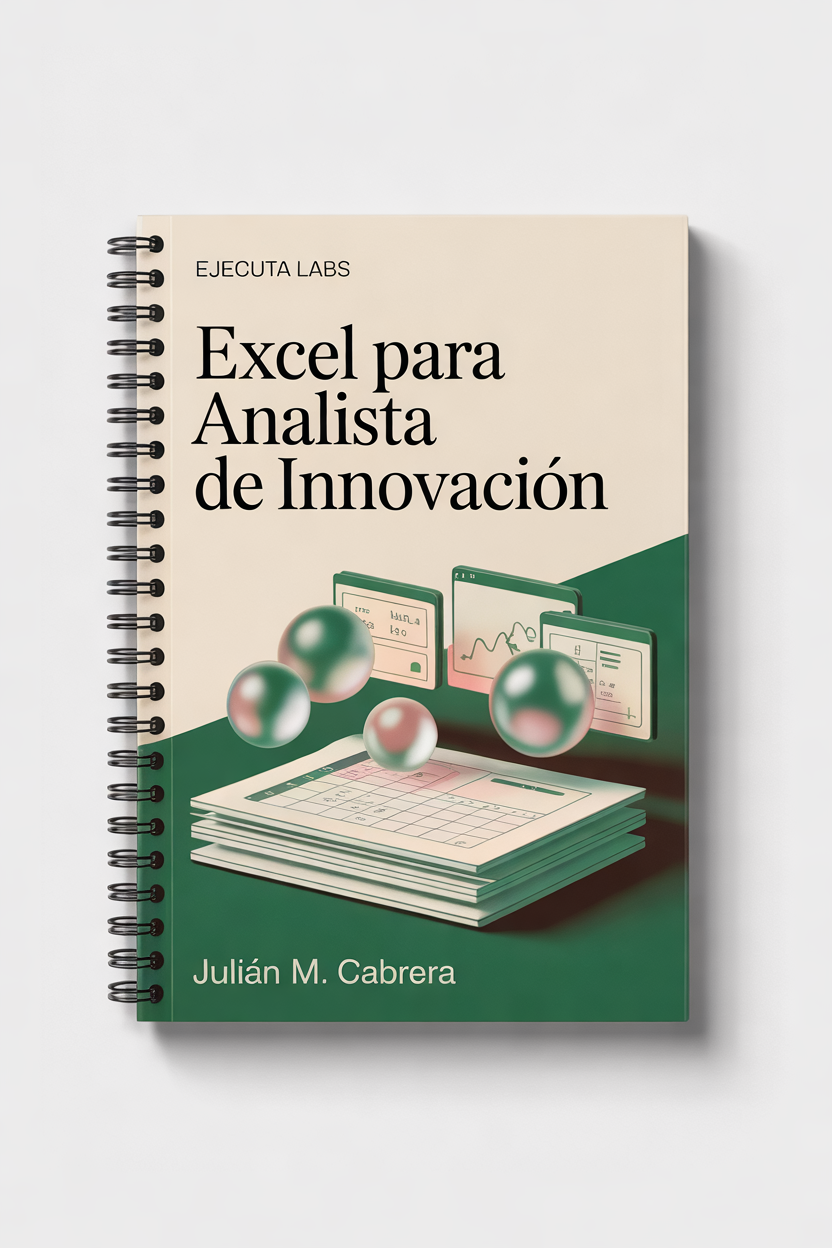 EJECUTA LABS
Excel para
Analista
de Innovación
Julián M. Cabrera